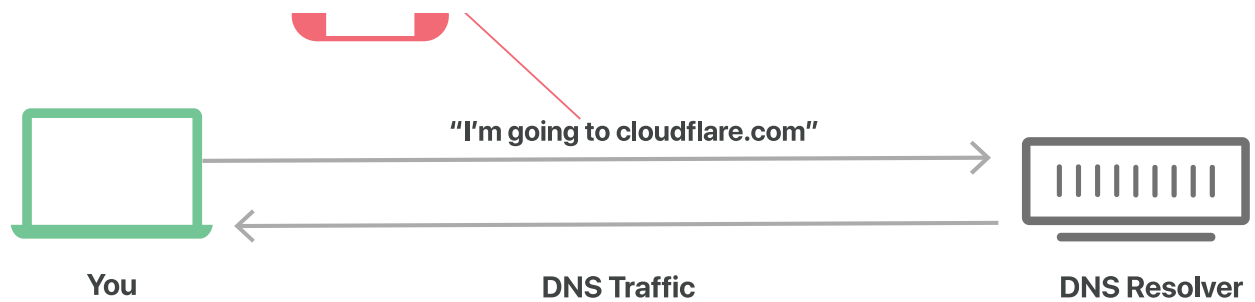 “I’m going to cloudflare.com”
You
DNS Traffic
DNS Resolver